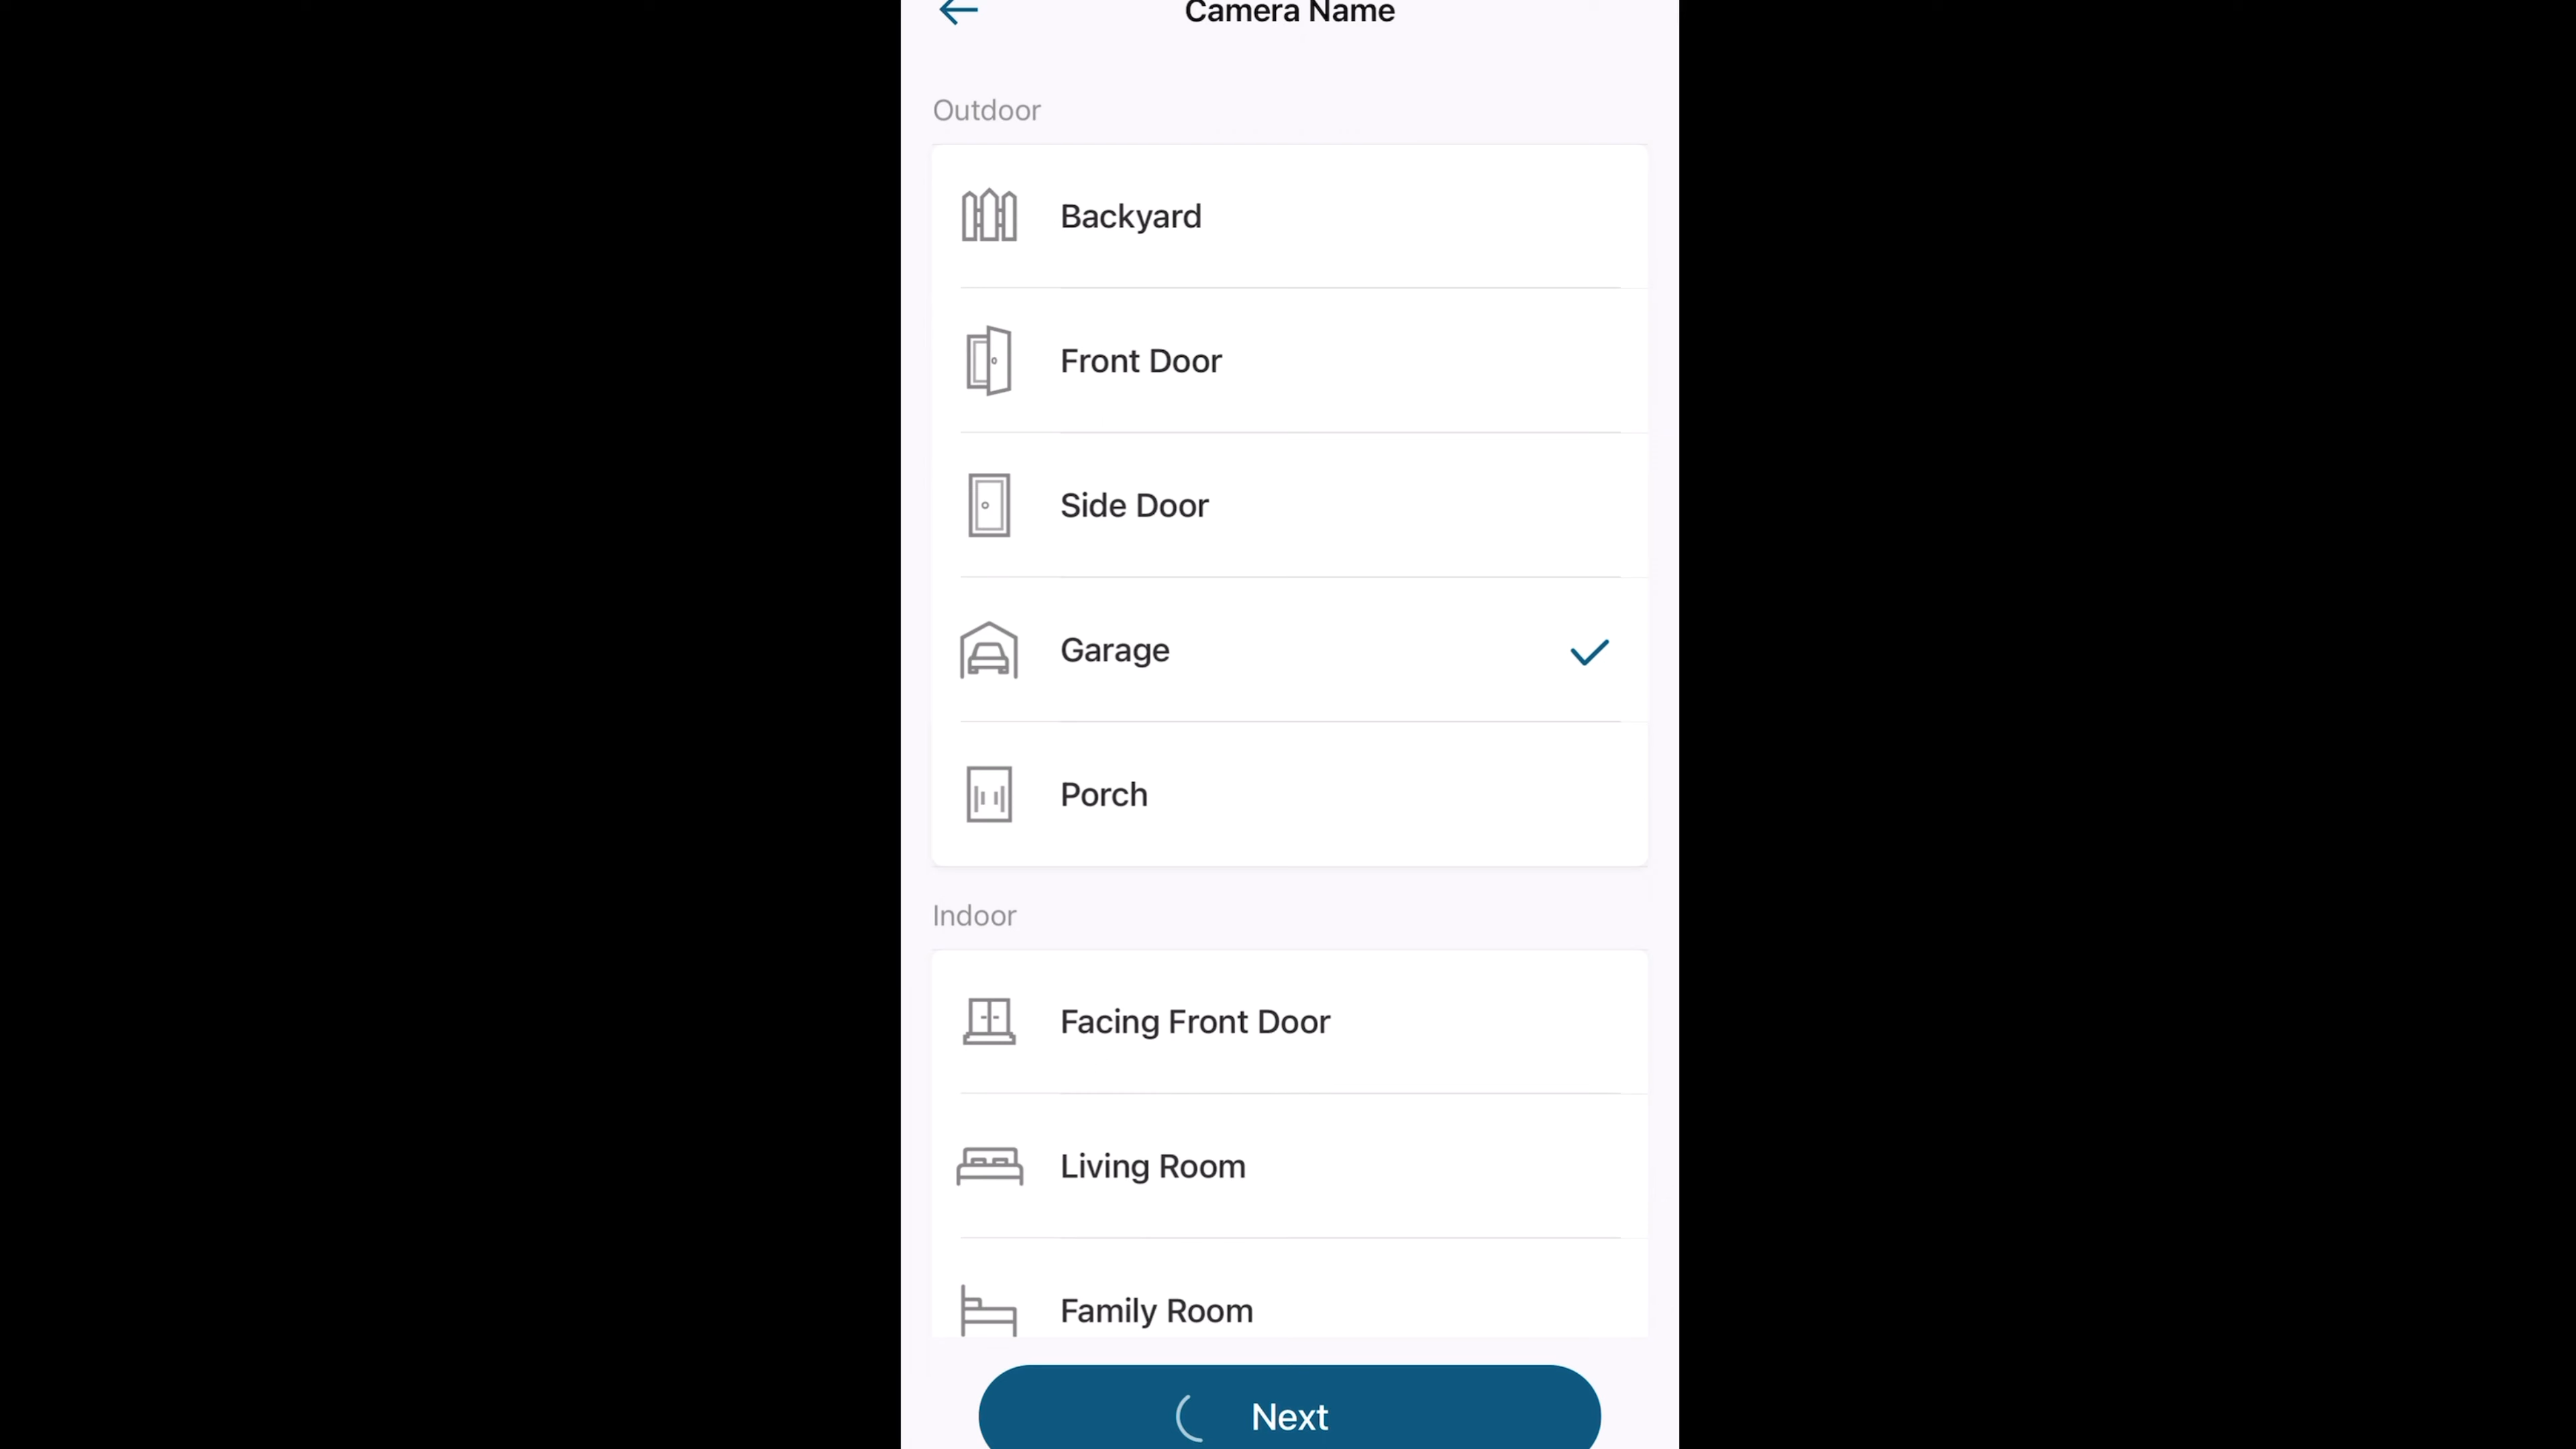 Camera Name
Outdoor
Backyard
Front Door
Side Door
Garage
Porch
Indoor
Facing Front Door
Living Room
Family Room
Next